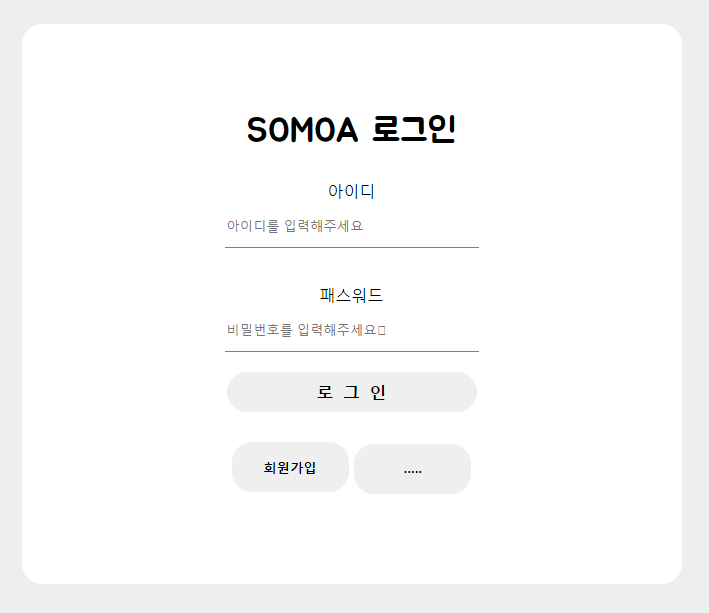 SOMOA 로그인
아이디
아이디를 입력해주세요
패스워드
비밀번호를 입력해주세요□
로 그 인
회원가입
.....